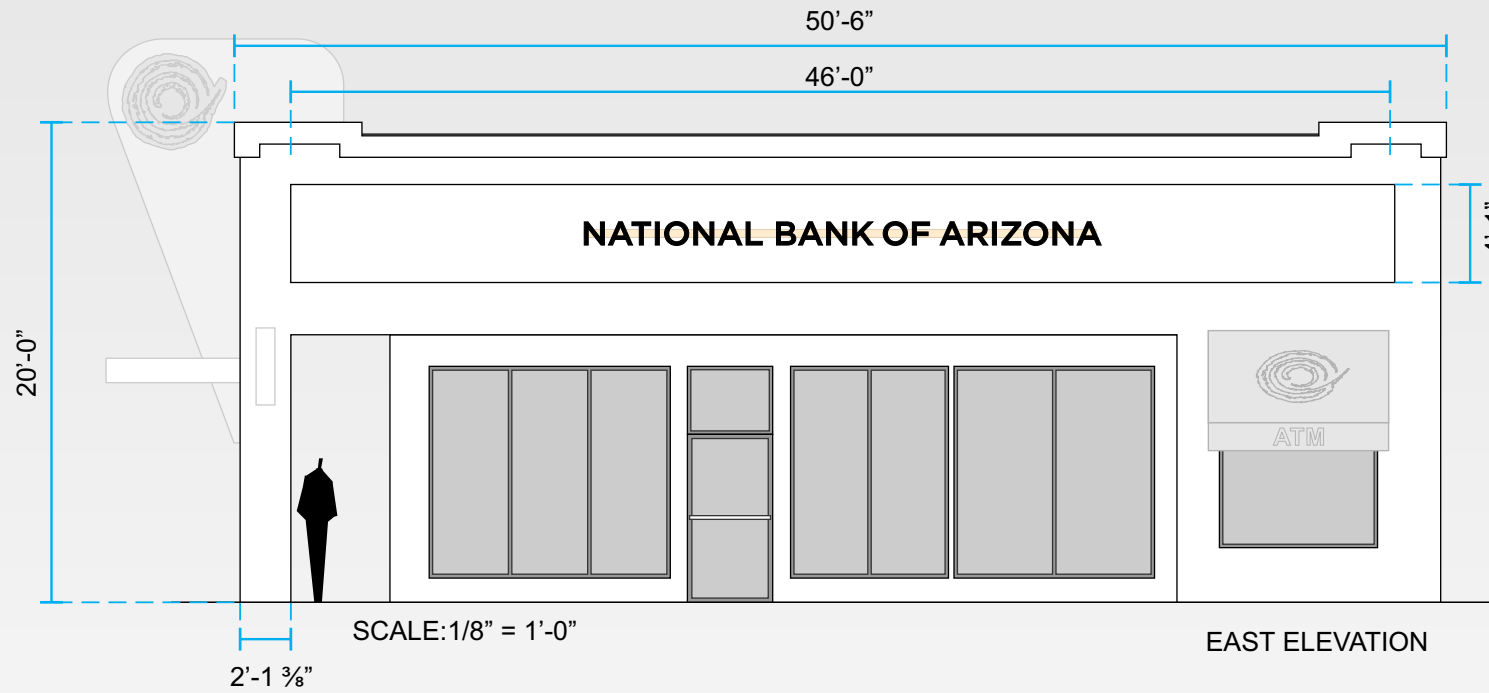 50’-6”
46’-0”
NATIONAL BANK OF ARIZONA
20’-0”
ATM
SCALE:1/8” = 1’-0”
EAST ELEVATION
2’-1 ⅜”